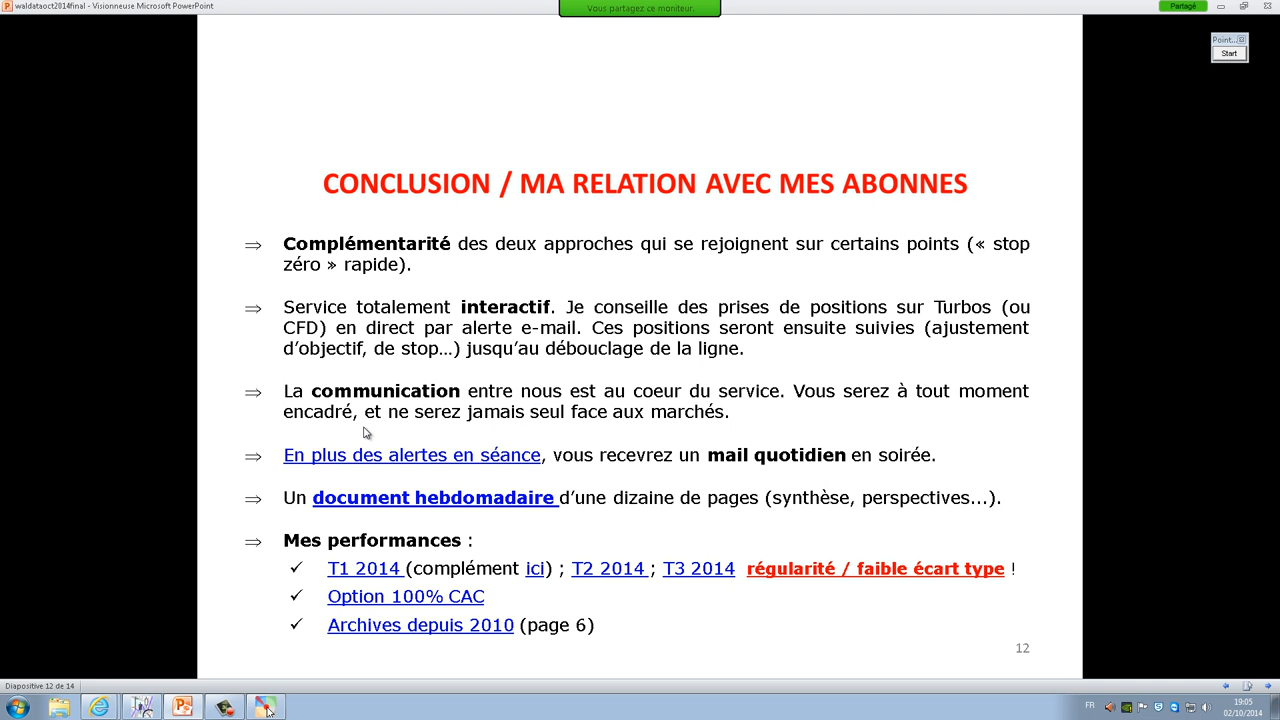 waldataoct2014final - Visionneuse Microsoft PowerPoint
Vous partagez ce moniteur.
Partagé
Point...
Start
CONCLUSION / MA RELATION AVEC MES ABONNES
⇒ Complémentarité des deux approches qui se rejoignent sur certains points (« stop
zéro » rapide).
⇒ Service totalement interactif. Je conseille des prises de positions sur Turbos (ou
CFD) en direct par alerte e-mail. Ces positions seront ensuite suivies (ajustement
d’objectif, de stop…) jusqu’au débouclage de la ligne.
⇒ La communication entre nous est au coeur du service. Vous serez à tout moment
encadré, et ne serez jamais seul face aux marchés.
⇒ En plus des alertes en séance, vous recevrez un mail quotidien en soirée.
⇒ Un document hebdomadaire d’une dizaine de pages (synthèse, perspectives...).
⇒ Mes performances :
✓ T1 2014 (complément ici) ; T2 2014 ; T3 2014 régularité / faible écart type !
✓ Option 100% CAC
✓ Archives depuis 2010 (page 6)
12
Diapositive 12 de 14
FR
19:05
02/10/2014